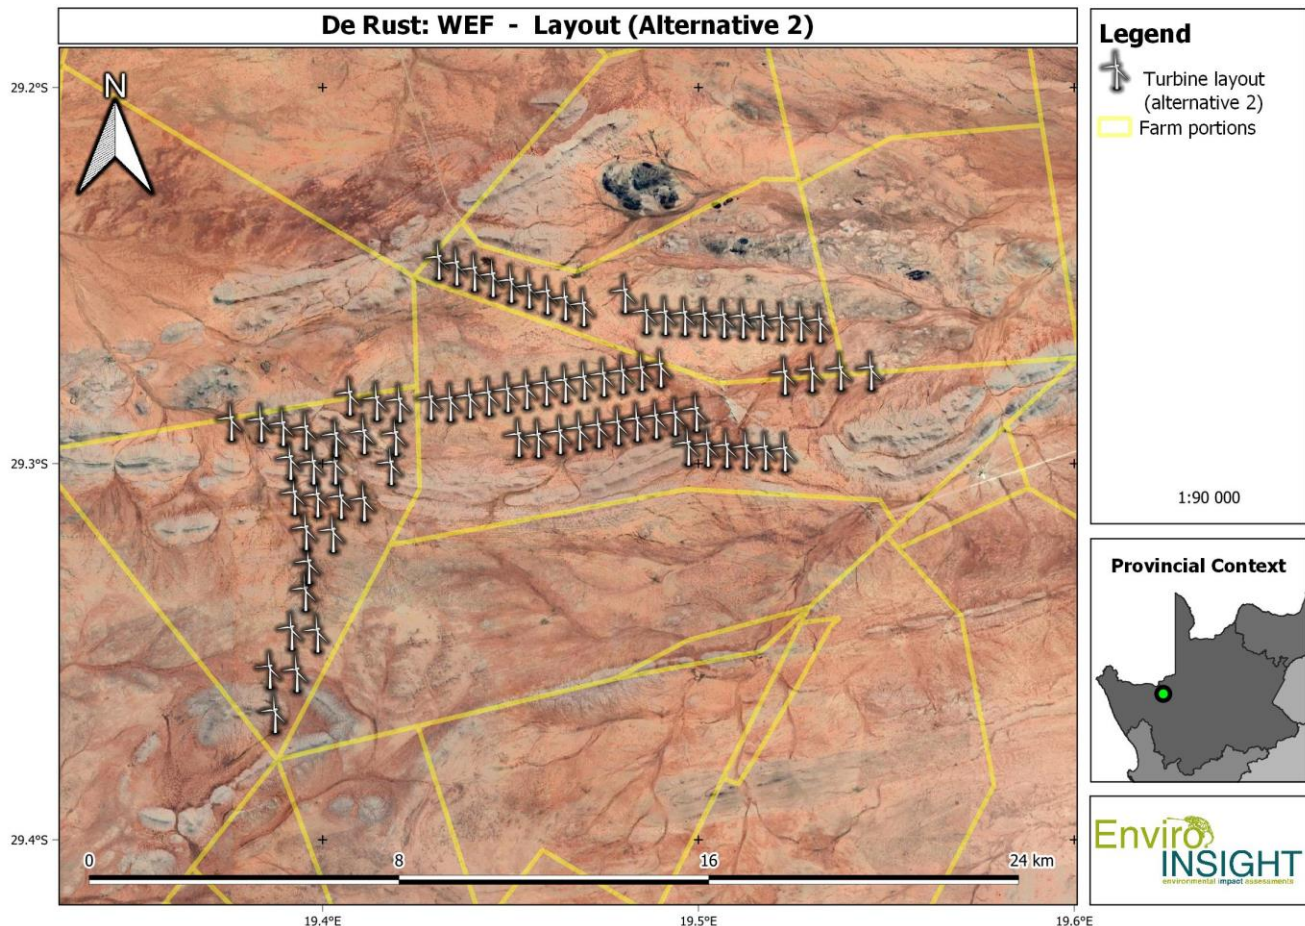 De Rust: WEF - Layout (Alternative 2)
Legend
Turbine layout
(alternative 2)
Farm portions
1:90 000
Provincial Context
Enviro
INSIGHT
environmental impact assessments
N
29.2°S
29.3°S
29.4°S
0 8 16 24 km
19.4°E 19.5°E 19.6°E